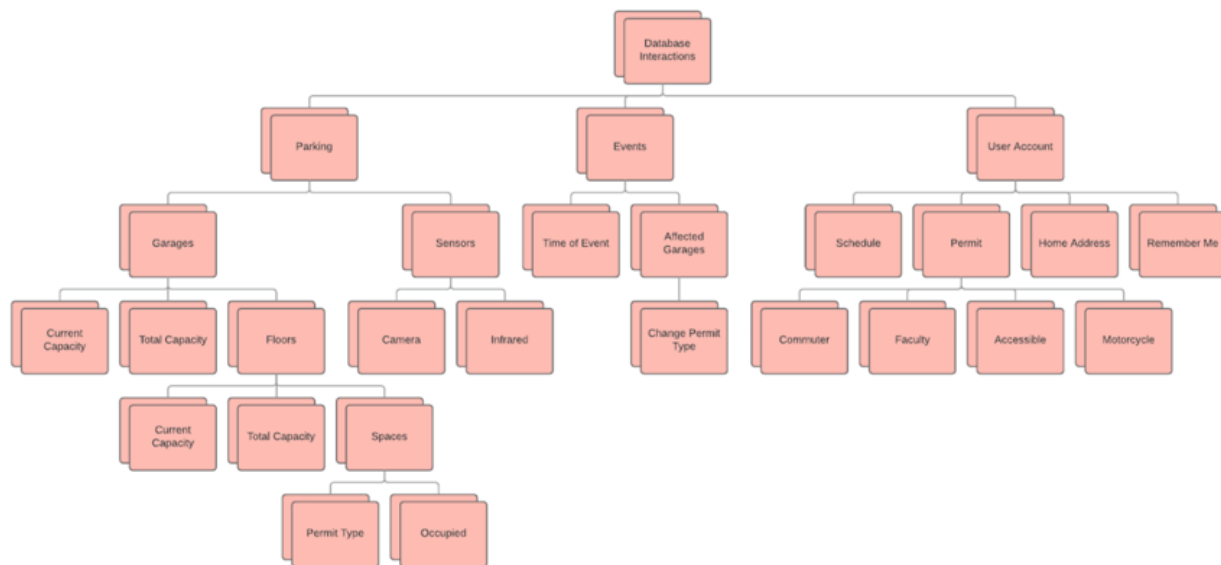 Database
Interactions
Parking
Events
User Account
Garages
Sensors
Time of Event
Affected
Garages
Schedule
Permit
Home Address
Remember Me
Current
Capacity
Total Capacity
Floors
Camera
Infrared
Change Permit
Type
Commuter
Faculty
Accessible
Motorcycle
Current
Capacity
Total Capacity
Spaces
Permit Type
Occupied